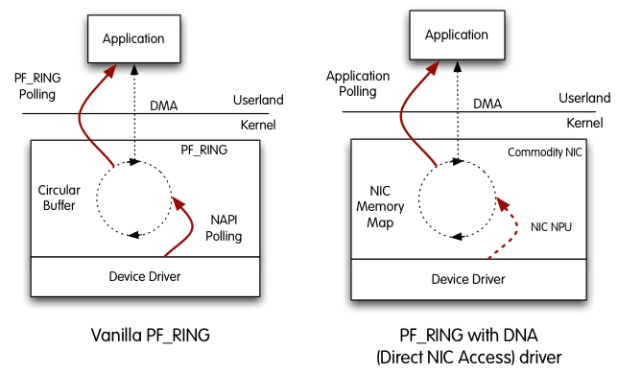 Application
PF_RING
Polling
DMA
Userland
Kernel
PF_RING
Circular
Buffer
NAPI
Polling
Device Driver
Vanilla PF_RING
Application
Application
Polling
DMA
Userland
Kernel
Commodity NIC
NIC
Memory
Map
NIC NPU
Device Driver
PF_RING with DNA
(Direct NIC Access) driver